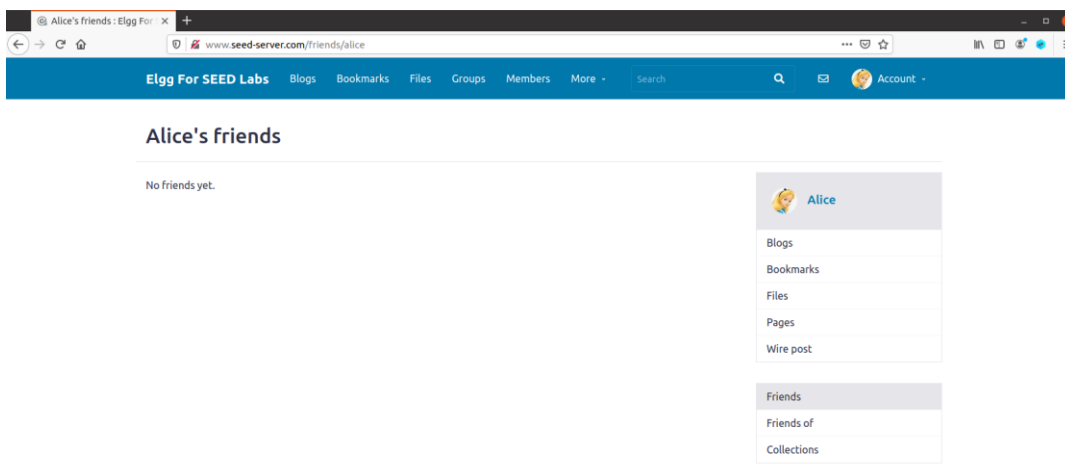 Alice's friends : Elgg For
www.seed-server.com/friends/alice
Elgg For SEED Labs Blogs Bookmarks Files Groups Members More Search Account
Alice's friends
No friends yet.
Alice
Blogs
Bookmarks
Files
Pages
Wire post
Friends
Friends of
Collections